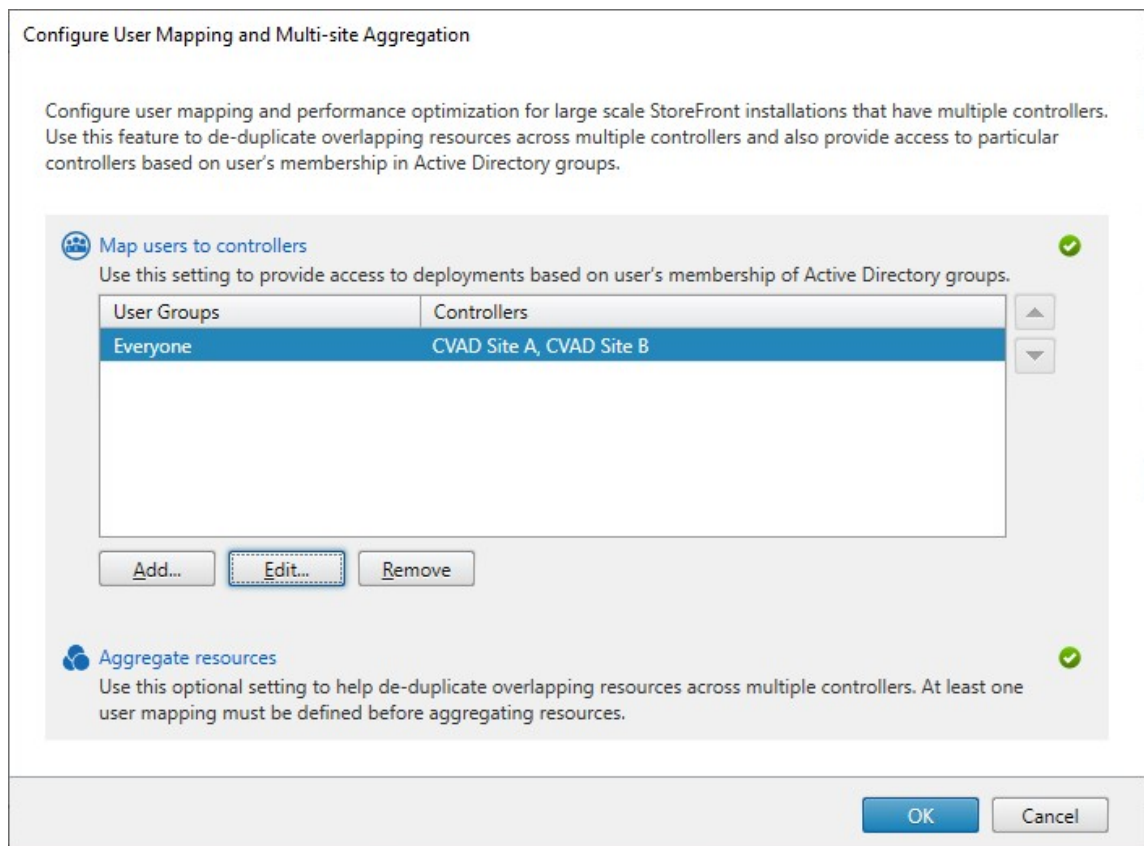 Configure User Mapping and Multi-site Aggregation
Configure user mapping and performance optimization for large scale StoreFront installations that have multiple controllers.
Use this feature to de-duplicate overlapping resources across multiple controllers and also provide access to particular
controllers based on user's membership in Active Directory groups.
Map users to controllers
Use this setting to provide access to deployments based on user's membership of Active Directory groups.
User Groups Controllers
Everyone CVAD Site A, CVAD Site B
Add... Edit... Remove
Aggregate resources
Use this optional setting to help de-duplicate overlapping resources across multiple controllers. At least one
user mapping must be defined before aggregating resources.
OK Cancel